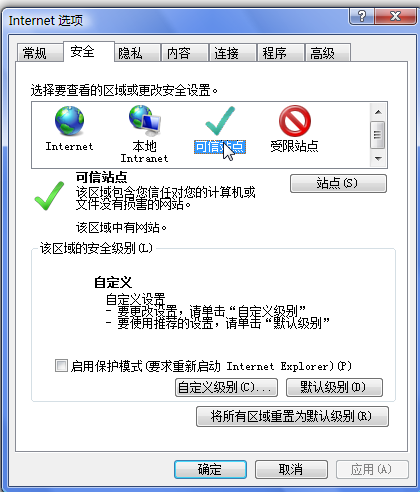 Internet 选项
常规 安全 隐私 内容 连接 程序 高级
选择要查看的区域或更改安全设置。
Internet 本地 Intranet 可信站点 受限站点
可信站点
该区域包含您信任对您的计算机或
文件没有损害的网站。
该区域中有网站。
站点(S)
该区域的安全级别(L)
自定义
自定义设置
- 要更改设置，请单击“自定义级别”
- 要使用推荐的设置，请单击“默认级别”
启用保护模式(要求重新启动 Internet Explorer)(P)
自定义级别(C)... 默认级别(D)
将所有区域重置为默认级别(R)
确定 取消 应用(A)